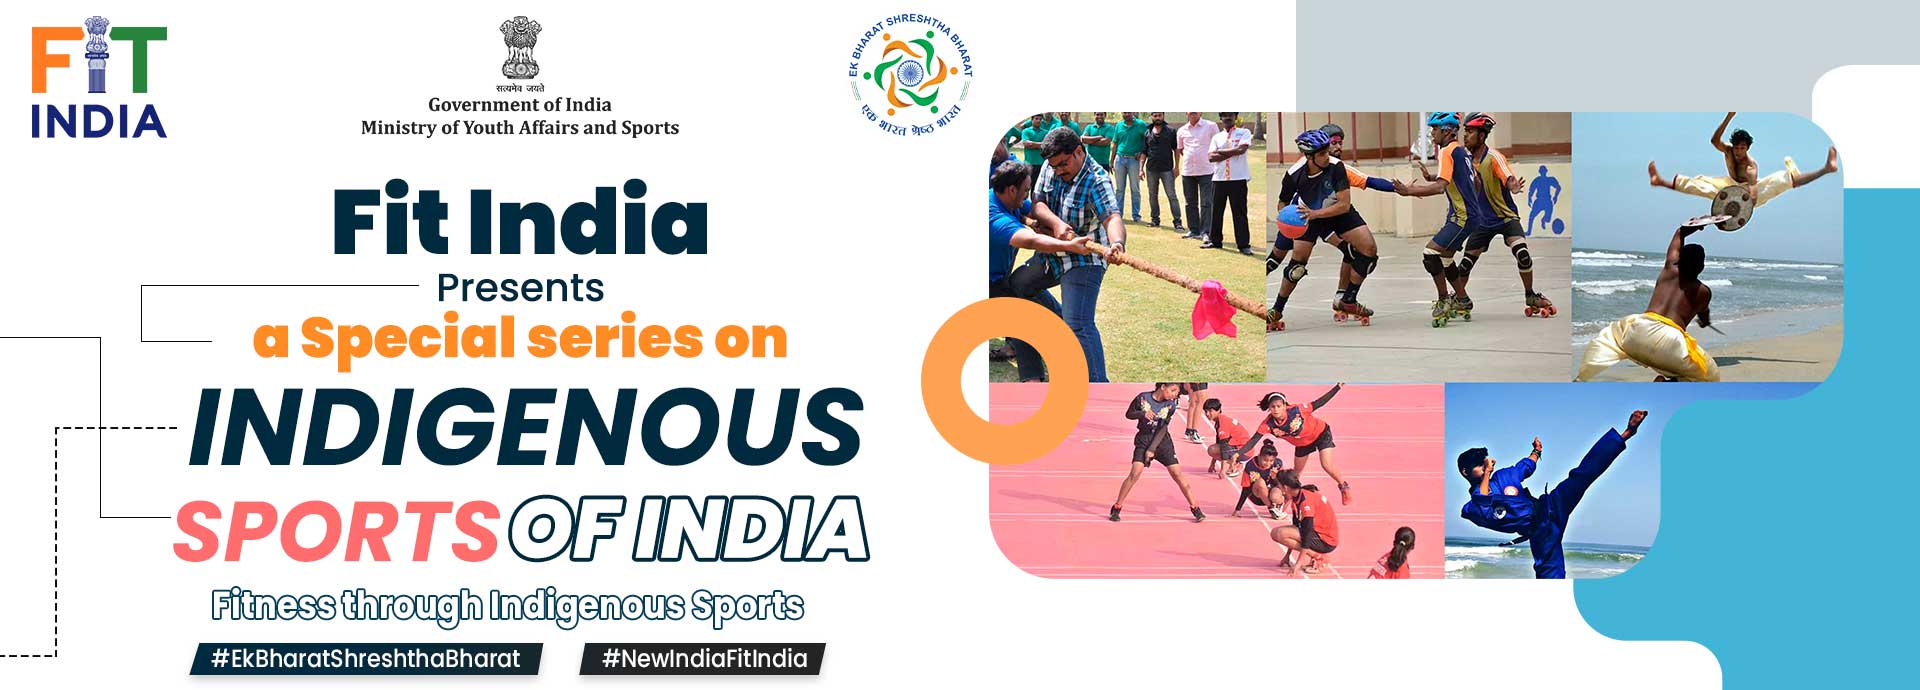 FiT
INDIA
सत्यमेव जयते
Government of India
Ministry of Youth Affairs and Sports
EK BHARAT SHRESHTHA BHARAT
एक भारत श्रेष्ठ भारत
Fit India
Presents
a Special series on
INDIGENOUS
SPORTS OF INDIA
Fitness through Indigenous Sports
#EkBharatShreshthaBharat
#NewIndiaFitIndia